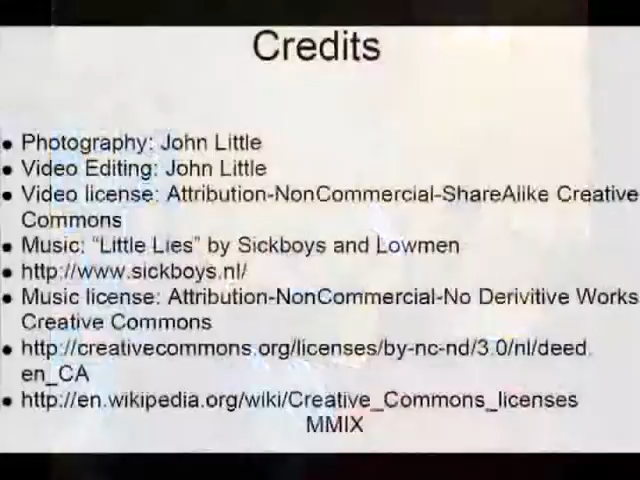 Credits
● Photography: John Little
● Video Editing: John Little
● Video license: Attribution-NonCommercial-ShareAlike Creative
Commons
● Music: “Little Lies” by Sickboys and Lowmen
● http://www.sickboys.nl/
● Music license: Attribution-NonCommercial-No Derivitive Works
Creative Commons
● http://creativecommons.org/licenses/by-nc-nd/3.0/nl/deed.
en_CA
● http://en.wikipedia.org/wiki/Creative_Commons_licenses
MMIX